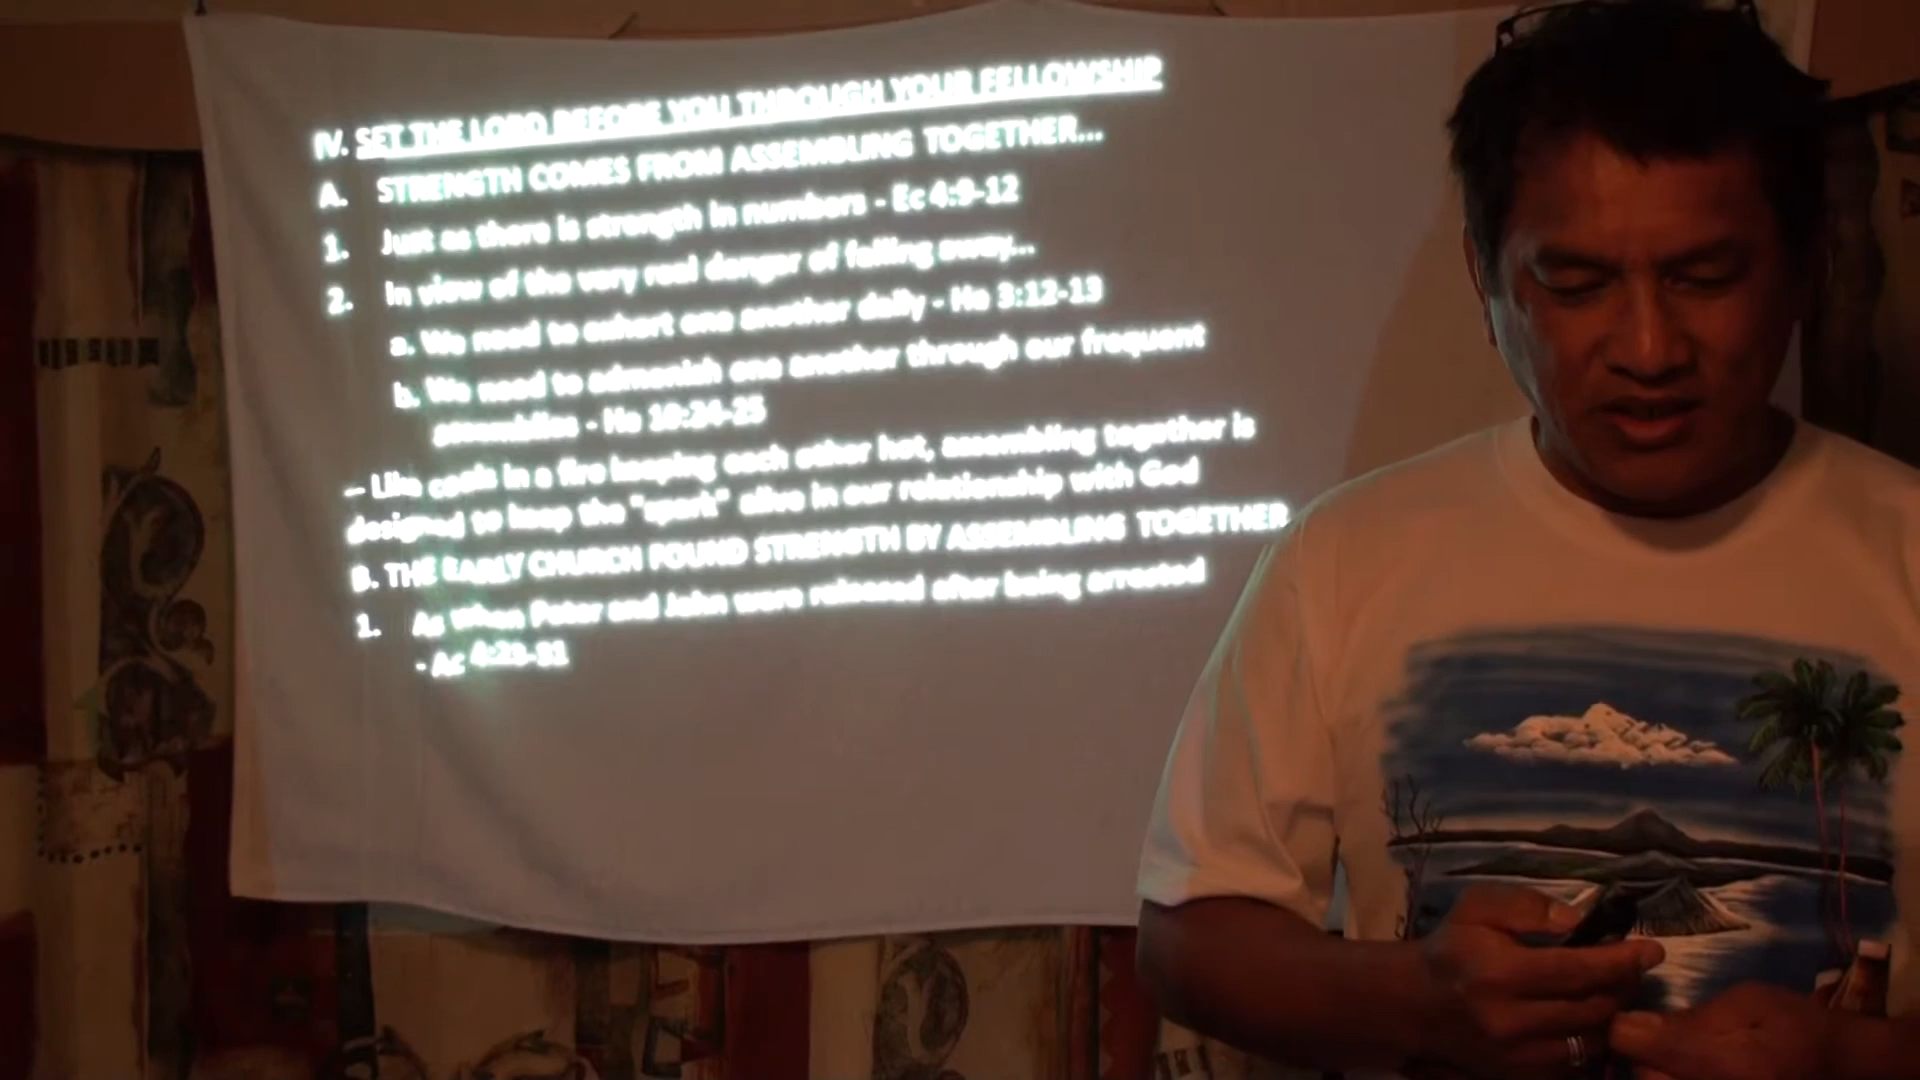 IV. SET THE LORD BEFORE YOU THROUGH YOUR FELLOWSHIP
A. STRENGTH COMES FROM ASSEMBLING TOGETHER...
1. Just as there is strength in numbers - Ec 4:9-12
2. In view of the very real danger of falling away...
a. We need to exhort one another daily - He 3:12-13
b. We need to admonish one another through our frequent
assemblies - He 10:24-25
-- Like coals in a fire keeping each other hot, assembling together is
designed to keep the "spark" alive in our relationship with God
B. THE EARLY CHURCH FOUND STRENGTH BY ASSEMBLING TOGETHER
1. As when Peter and John were released after being arrested
- Ac 4:23-31